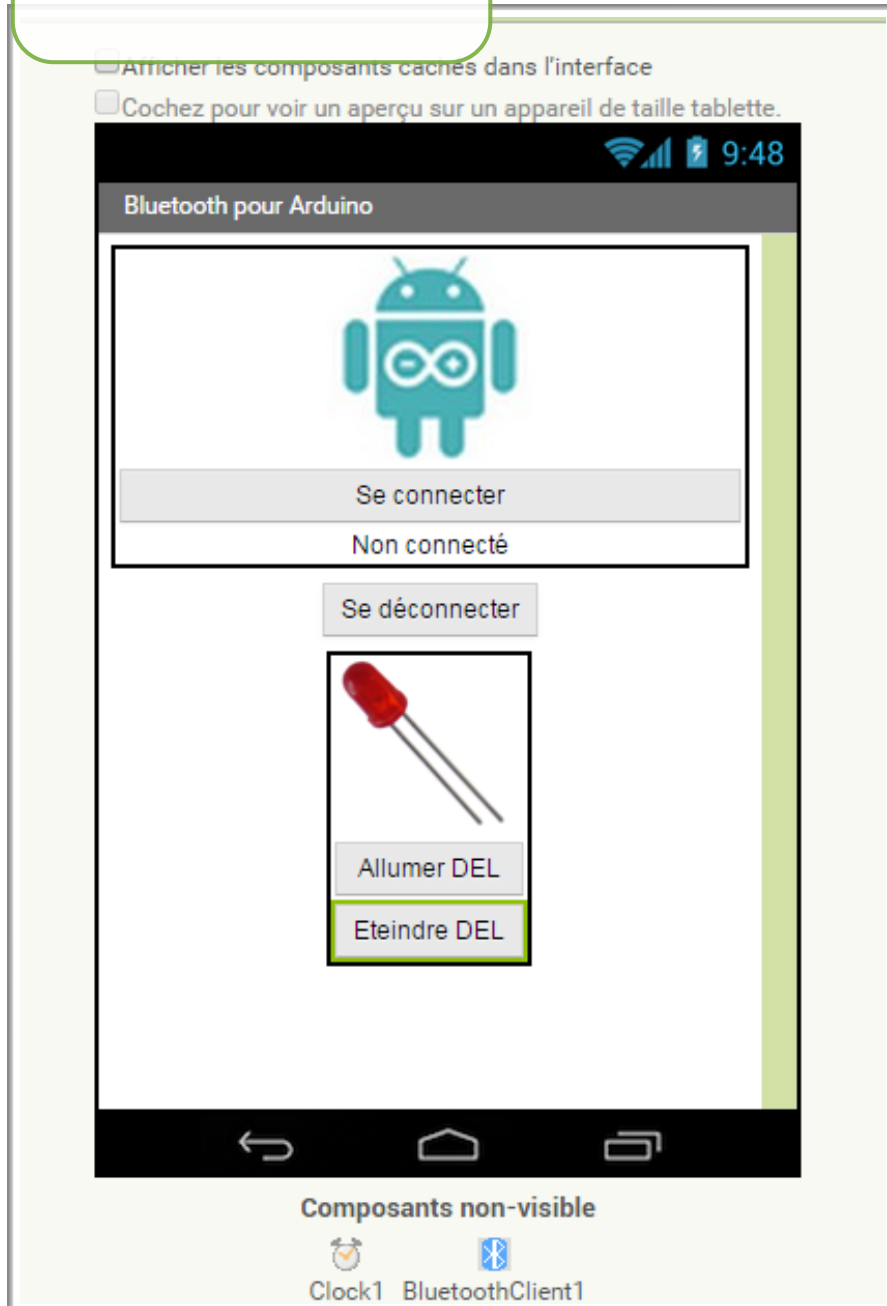 Afficher les composants cachés dans l'interface
Cochez pour voir un aperçu sur un appareil de taille tablette.
9:48
Bluetooth pour Arduino
Se connecter
Non connecté
Se déconnecter
Allumer DEL
Eteindre DEL
Composants non-visible
Clock1 BluetoothClient1